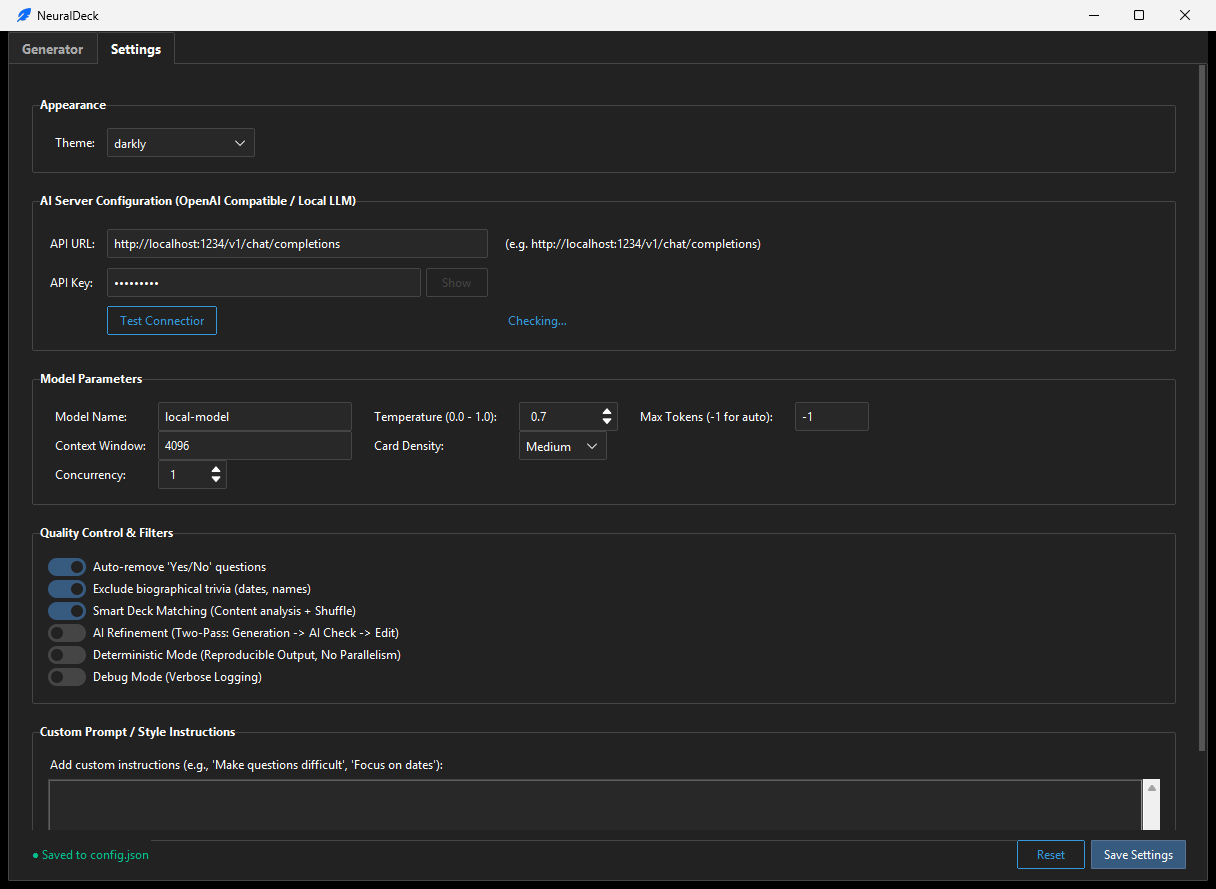 NeuralDeck
Generator Settings
Appearance
Theme: darkly
AI Server Configuration (OpenAI Compatible / Local LLM)
API URL: http://localhost:1234/v1/chat/completions (e.g. http://localhost:1234/v1/chat/completions)
API Key: ••••••••• Show
Test Connectior Checking...
Model Parameters
Model Name: local-model Temperature (0.0 - 1.0): 0.7 Max Tokens (-1 for auto): -1
Context Window: 4096 Card Density: Medium
Concurrency: 1
Quality Control & Filters
Auto-remove 'Yes/No' questions
Exclude biographical trivia (dates, names)
Smart Deck Matching (Content analysis + Shuffle)
AI Refinement (Two-Pass: Generation -> AI Check -> Edit)
Deterministic Mode (Reproducible Output, No Parallelism)
Debug Mode (Verbose Logging)
Custom Prompt / Style Instructions
Add custom instructions (e.g., 'Make questions difficult', 'Focus on dates'):
● Saved to config.json Reset Save Settings